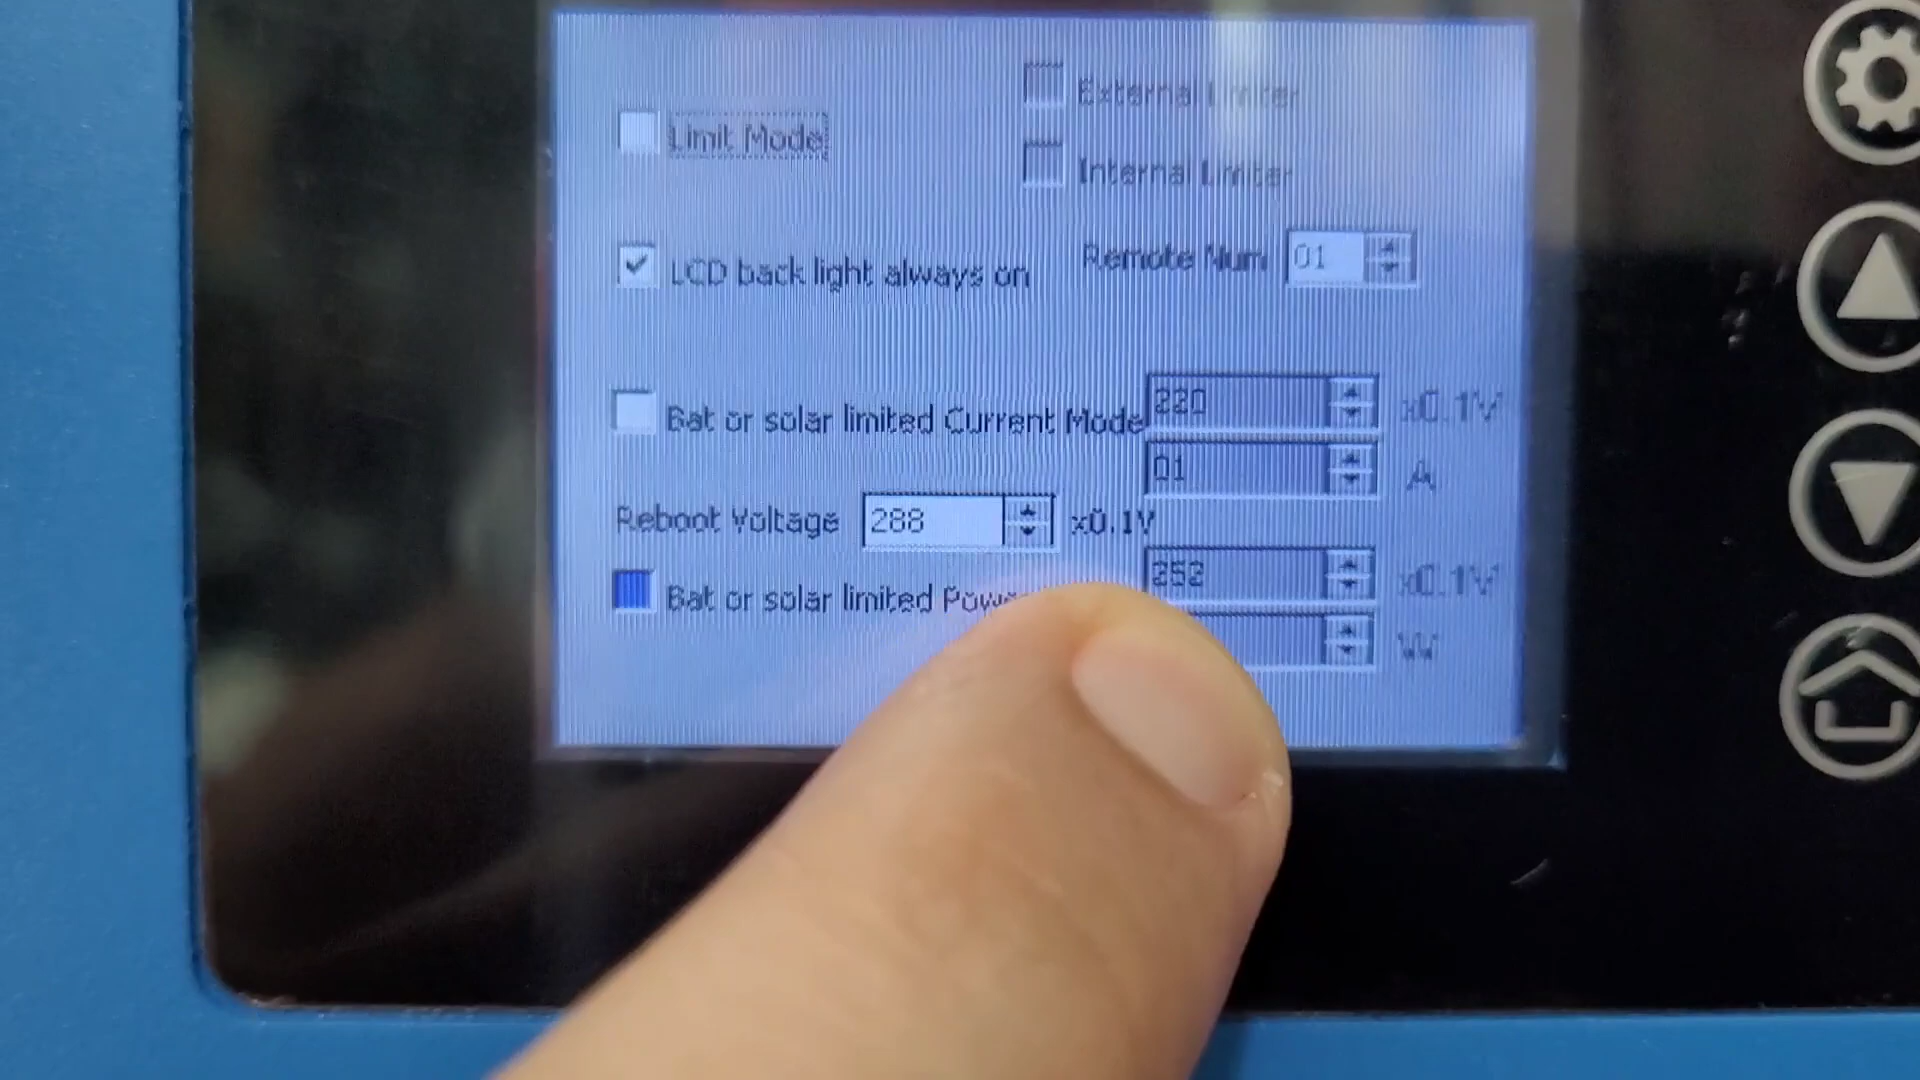 External Limiter
Limit Mode
Internal Limiter
LCD back light always on
Remote Num 01
Bat or solar limited Current Mode 220 x0.1V
01 A
Reboot Voltage 288 x0.1V
Bat or solar limited 252 x0.1V
W